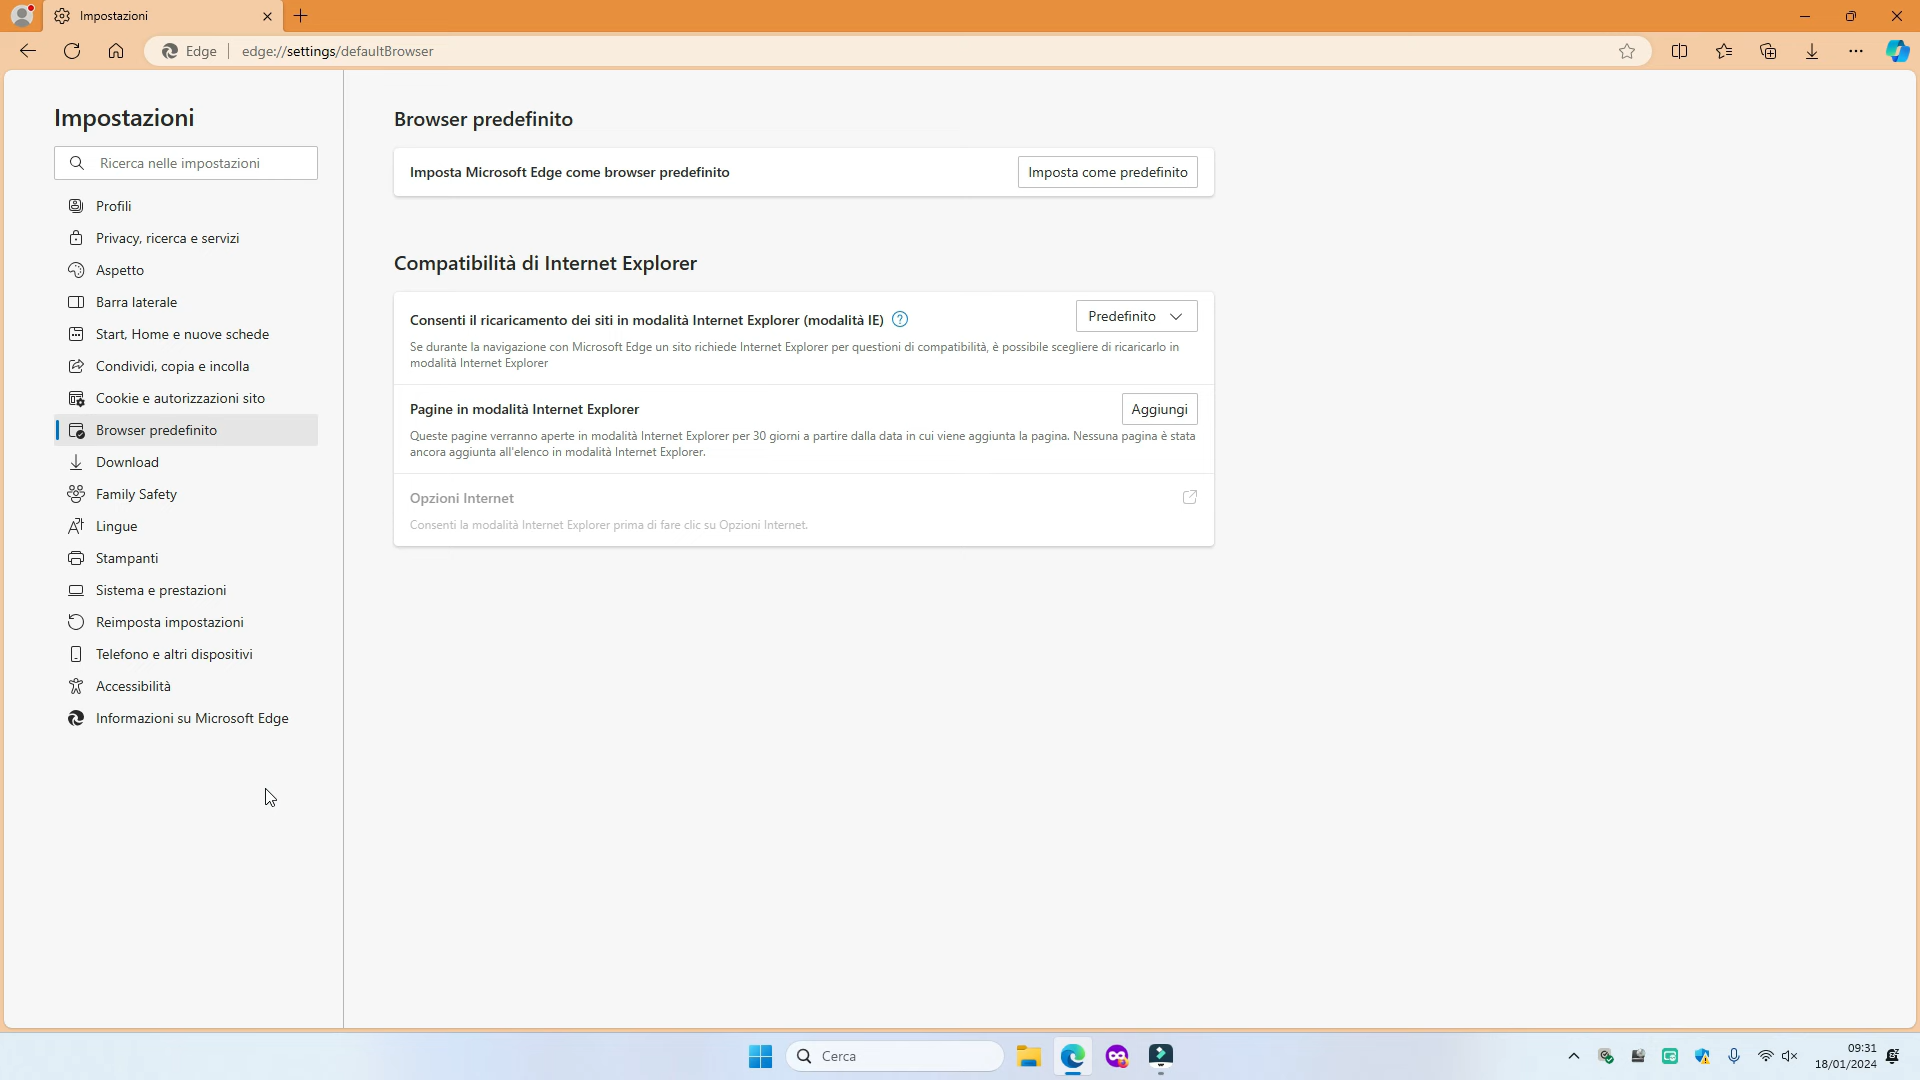 Impostazioni
Edge
edge://settings/defaultBrowser
Impostazioni
Ricerca nelle impostazioni
Profili
Privacy, ricerca e servizi
Aspetto
Barra laterale
Start, Home e nuove schede
Condividi, copia e incolla
Cookie e autorizzazioni sito
Browser predefinito
Download
Family Safety
Lingue
Stampanti
Sistema e prestazioni
Reimposta impostazioni
Telefono e altri dispositivi
Accessibilità
Informazioni su Microsoft Edge
Browser predefinito
Imposta Microsoft Edge come browser predefinito
Imposta come predefinito
Compatibilità di Internet Explorer
Consenti il ricaricamento dei siti in modalità Internet Explorer (modalità IE)
Predefinito
Se durante la navigazione con Microsoft Edge un sito richiede Internet Explorer per questioni di compatibilità, è possibile scegliere di ricaricarlo in
modalità Internet Explorer
Pagine in modalità Internet Explorer
Aggiungi
Queste pagine verranno aperte in modalità Internet Explorer per 30 giorni a partire dalla data in cui viene aggiunta la pagina. Nessuna pagina è stata
ancora aggiunta all'elenco in modalità Internet Explorer.
Opzioni Internet
Consenti la modalità Internet Explorer prima di fare clic su Opzioni Internet.
Cerca
09:31
18/01/2024